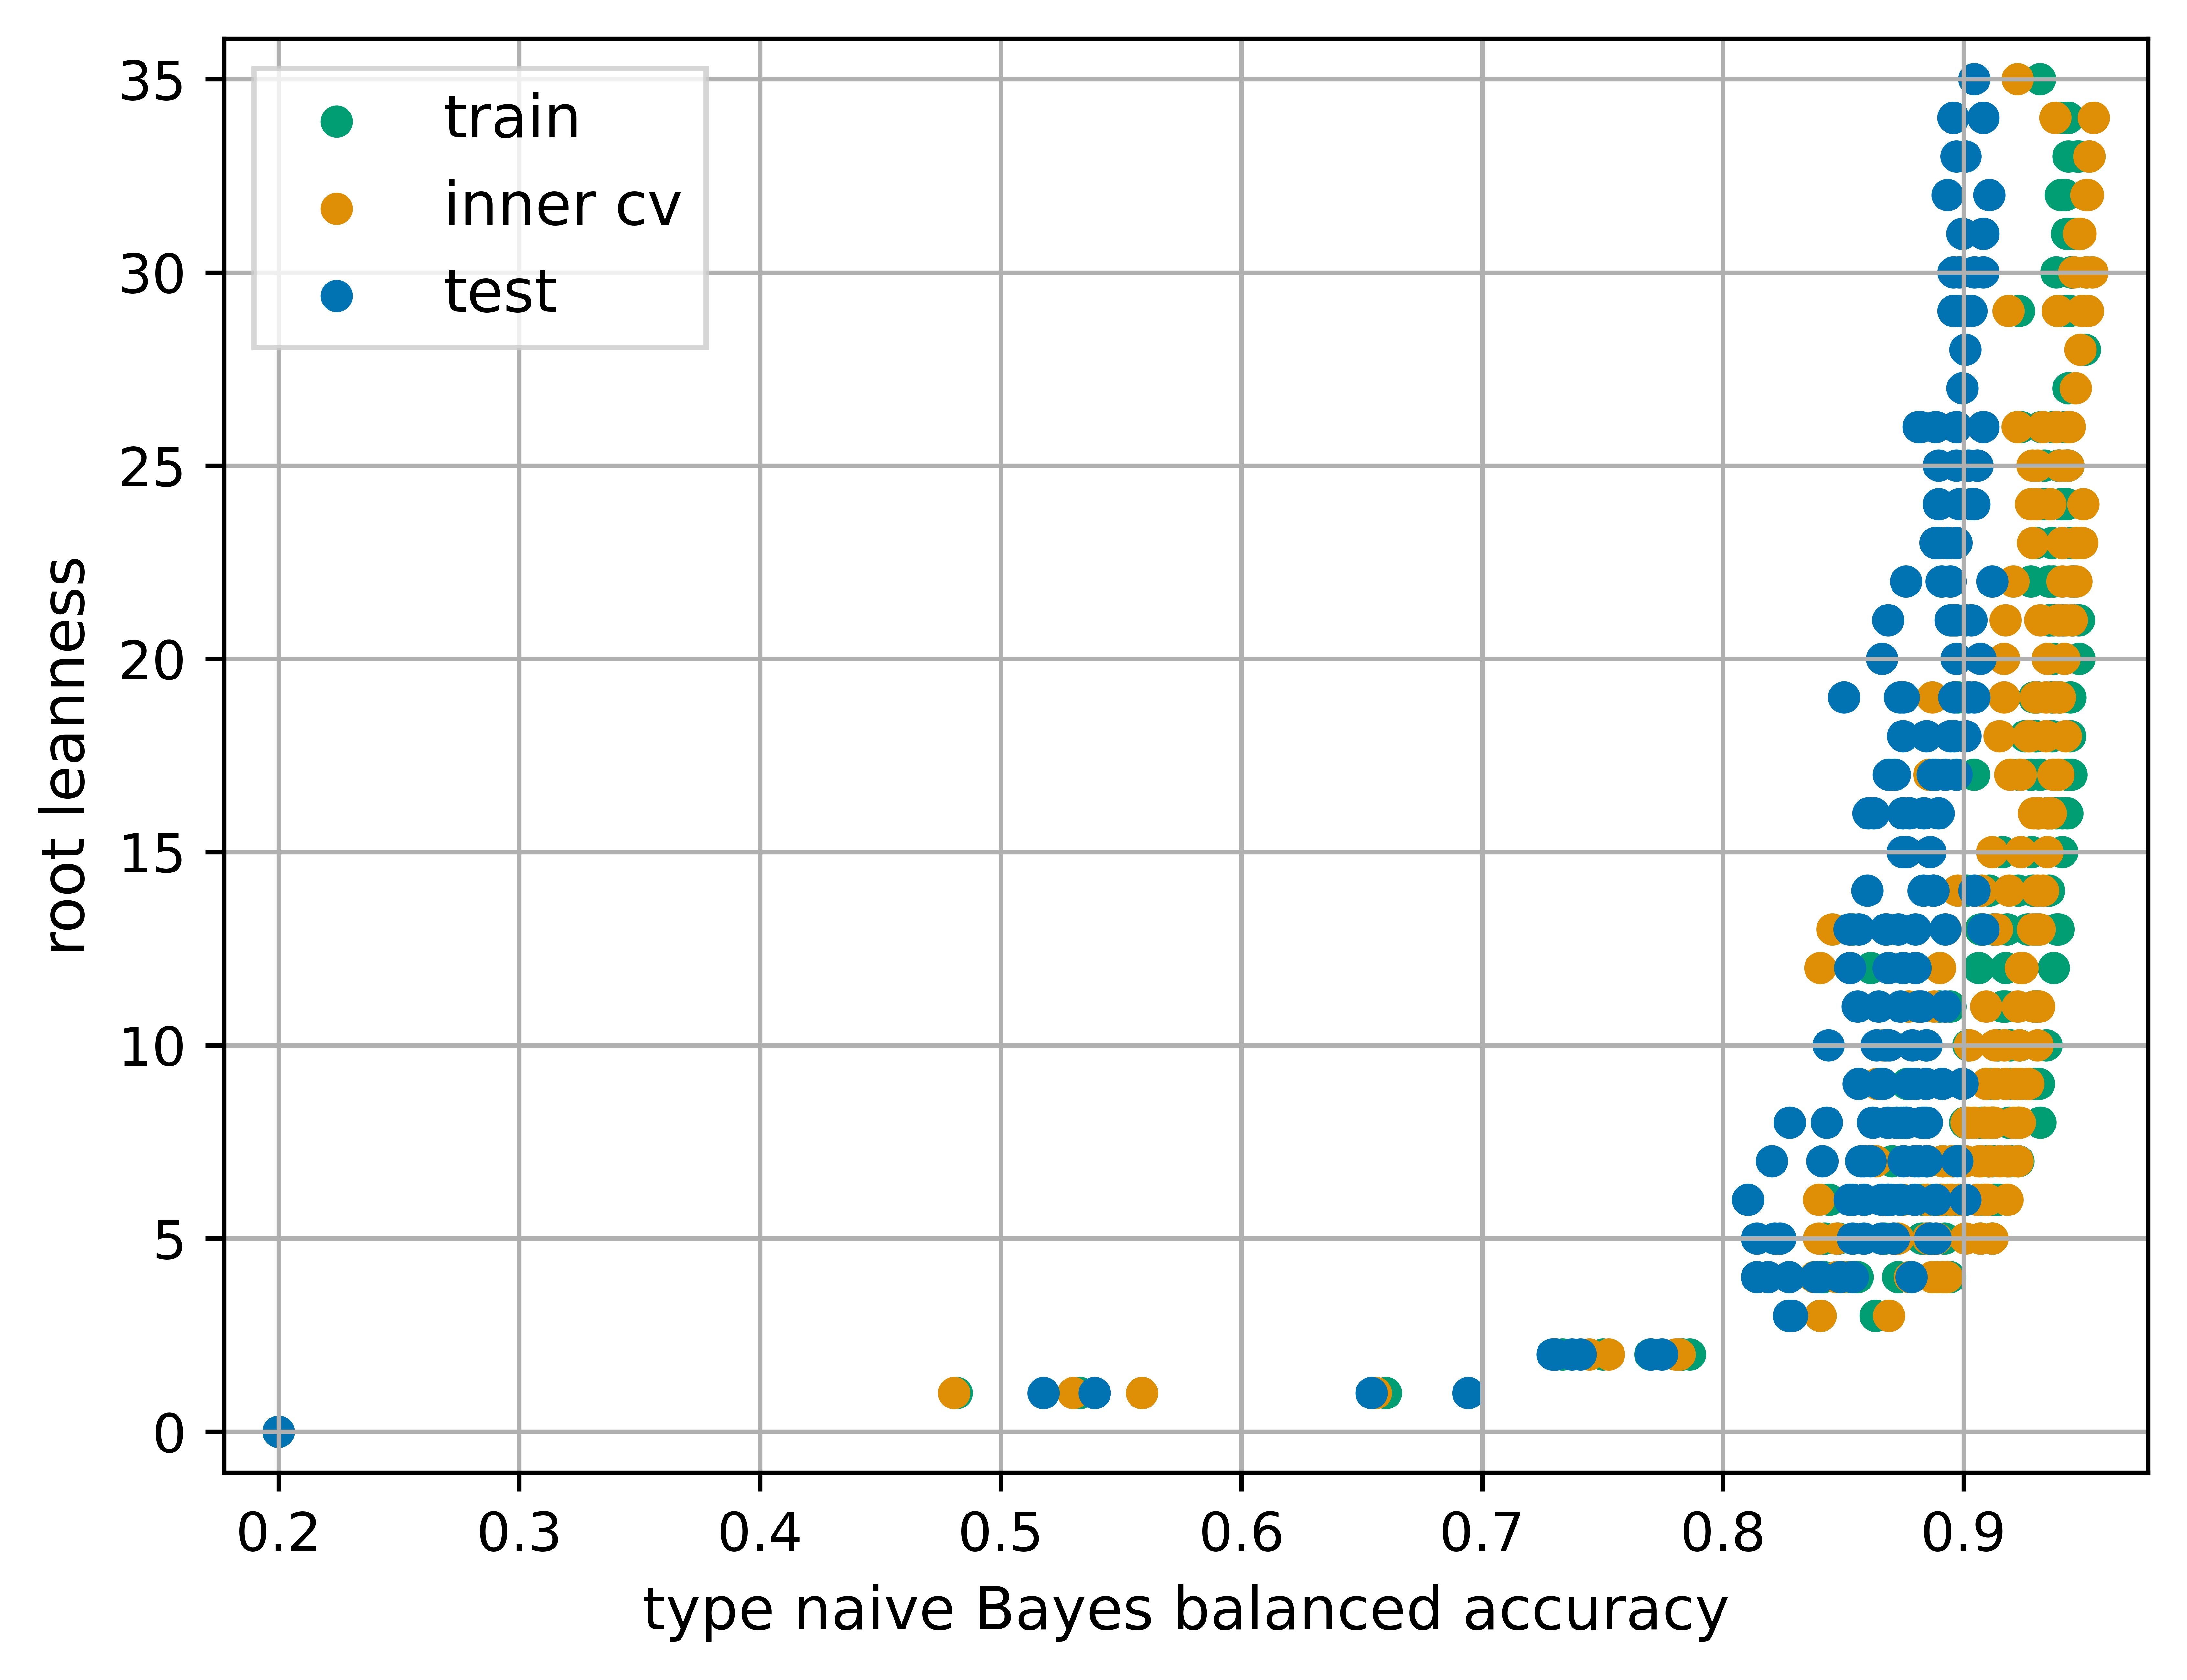 train
inner cv
test
35
30
25
20
15
10
5
0
root leanness
0.2 0.3 0.4 0.5 0.6 0.7 0.8 0.9
type naive Bayes balanced accuracy